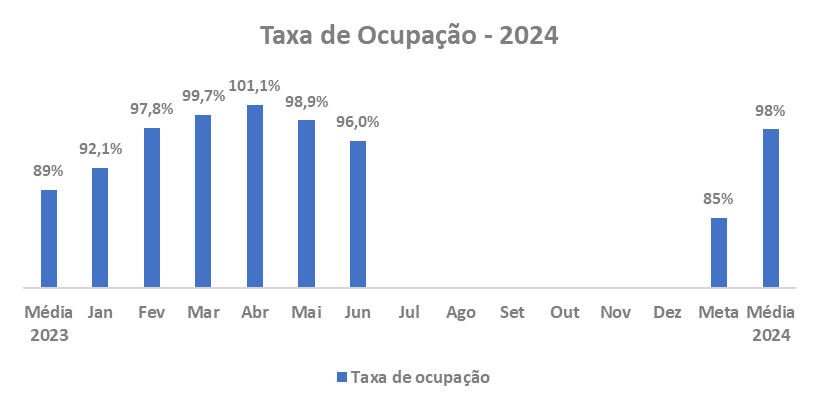 Taxa de Ocupação - 2024
89%
92,1%
97,8%
99,7%
101,1%
98,9%
96,0%
85%
98%
Média 2023
Jan
Fev
Mar
Abr
Mai
Jun
Jul
Ago
Set
Out
Nov
Dez
Meta
Média 2024
Taxa de ocupação